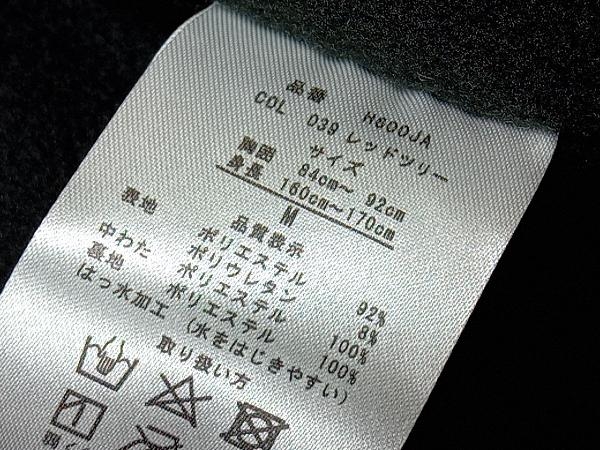 品番 H600JA
COL 039 レッドツリー
サイズ
胸囲 84cm〜 92cm
身長 160cm〜170cm
M
品質表示
表地 ポリエステル 92%
ポリウレタン 8%
中わた ポリエステル 100%
裏地 ポリエステル 100%
はっ水加工 (水をはじきやすい)
取り扱い方